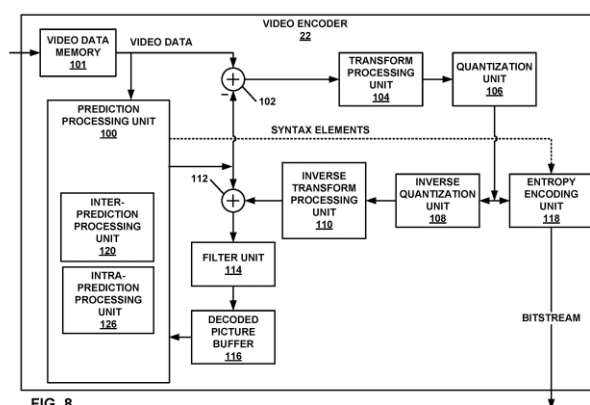 VIDEO ENCODER
22
VIDEO DATA
MEMORY
101
VIDEO DATA
102
TRANSFORM
PROCESSING
UNIT
104
QUANTIZATION
UNIT
106
PREDICTION
PROCESSING UNIT
100
SYNTAX ELEMENTS
112
INVERSE
TRANSFORM
PROCESSING
UNIT
110
INVERSE
QUANTIZATION
UNIT
108
ENTROPY
ENCODING
UNIT
118
INTER-
PREDICTION
PROCESSING
UNIT
120
FILTER UNIT
114
INTRA-
PREDICTION
PROCESSING
UNIT
126
DECODED
PICTURE
BUFFER
116
BITSTREAM
FIG. 8